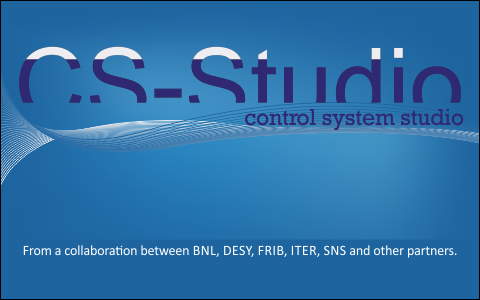 CS-Studio
control system studio
From a collaboration between BNL, DESY, FRIB, ITER, SNS and other partners.